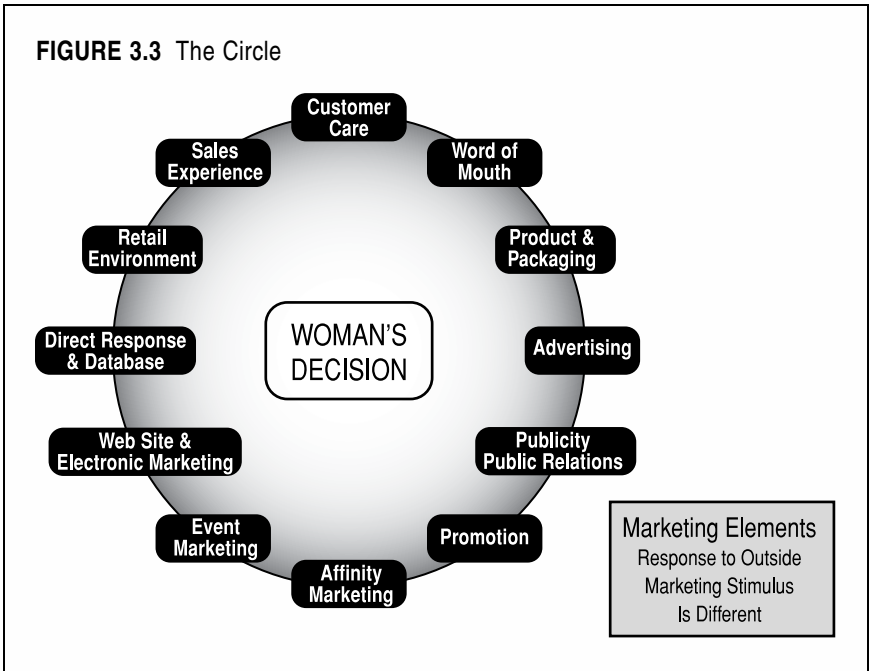 FIGURE 3.3 The Circle
Customer
Care
Word of
Mouth
Product &
Packaging
Advertising
Publicity
Public Relations
Promotion
Affinity
Marketing
Event
Marketing
Web Site &
Electronic Marketing
Direct Response
& Database
Retail
Environment
Sales
Experience
WOMAN'S
DECISION
Marketing Elements
Response to Outside
Marketing Stimulus
Is Different